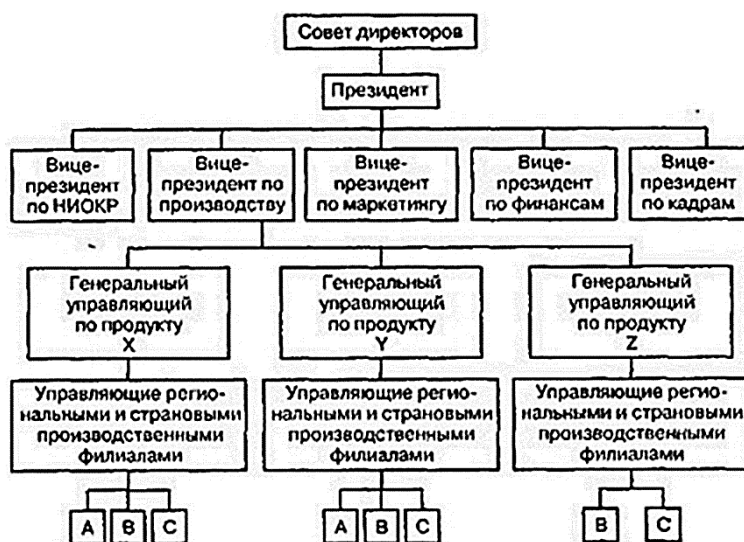 Совет директоров
Президент
Вице-
президент
по НИОКР
Вице-
президент по
производству
Вице-
президент
по маркетингу
Вице-
президент
по финансам
Вице-
президент
по кадрам
Генеральный
управляющий
по продукту
X
Генеральный
управляющий
по продукту
Y
Генеральный
управляющий
по продукту
Z
Управляющие регио-
нальными и страновыми
производственными
филиалами
Управляющие регио-
нальными и страновыми
производственными
филиалами
Управляющие регио-
нальными и страновыми
производственными
филиалами
А В С
А В С
В С